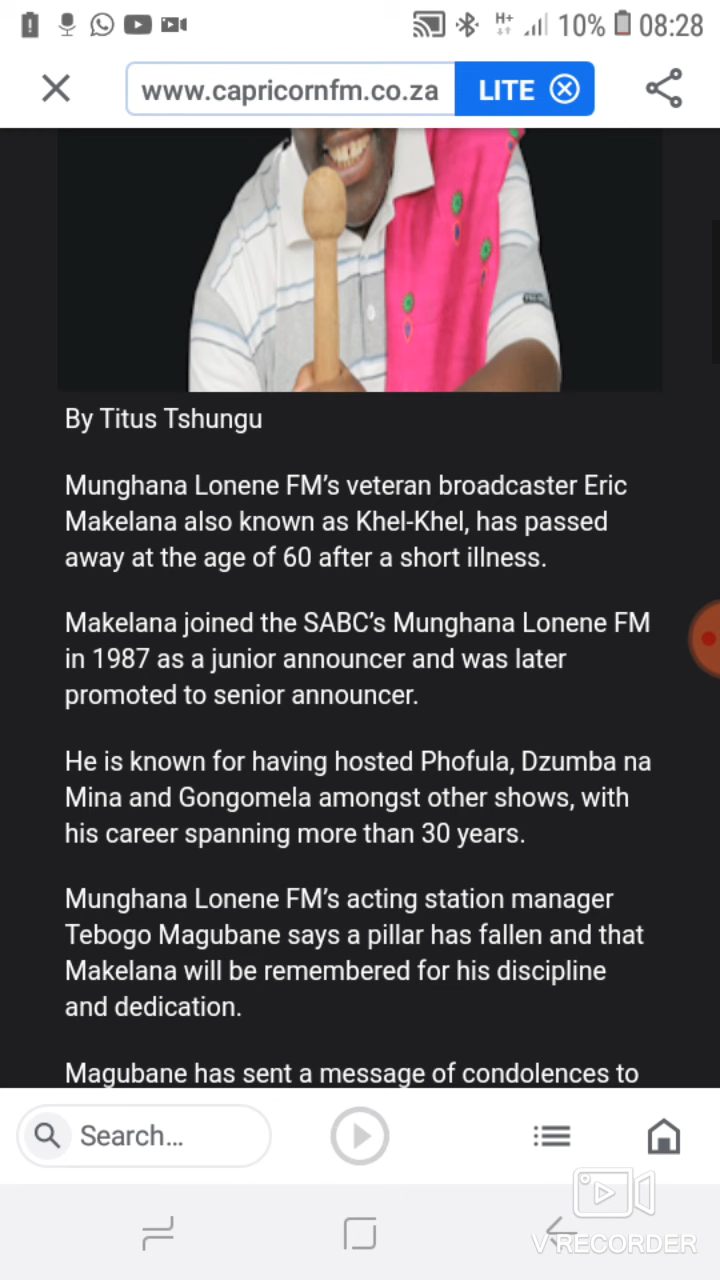 H+
10%
08:28
www.capricornfm.co.za
LITE
By Titus Tshungu
Munghana Lonene FM's veteran broadcaster Eric
Makelana also known as Khel-Khel, has passed
away at the age of 60 after a short illness.
Makelana joined the SABC's Munghana Lonene FM
in 1987 as a junior announcer and was later
promoted to senior announcer.
He is known for having hosted Phofula, Dzumba na
Mina and Gongomela amongst other shows, with
his career spanning more than 30 years.
Munghana Lonene FM's acting station manager
Tebogo Magubane says a pillar has fallen and that
Makelana will be remembered for his discipline
and dedication.
Magubane has sent a message of condolences to
Search...
V RECORDER